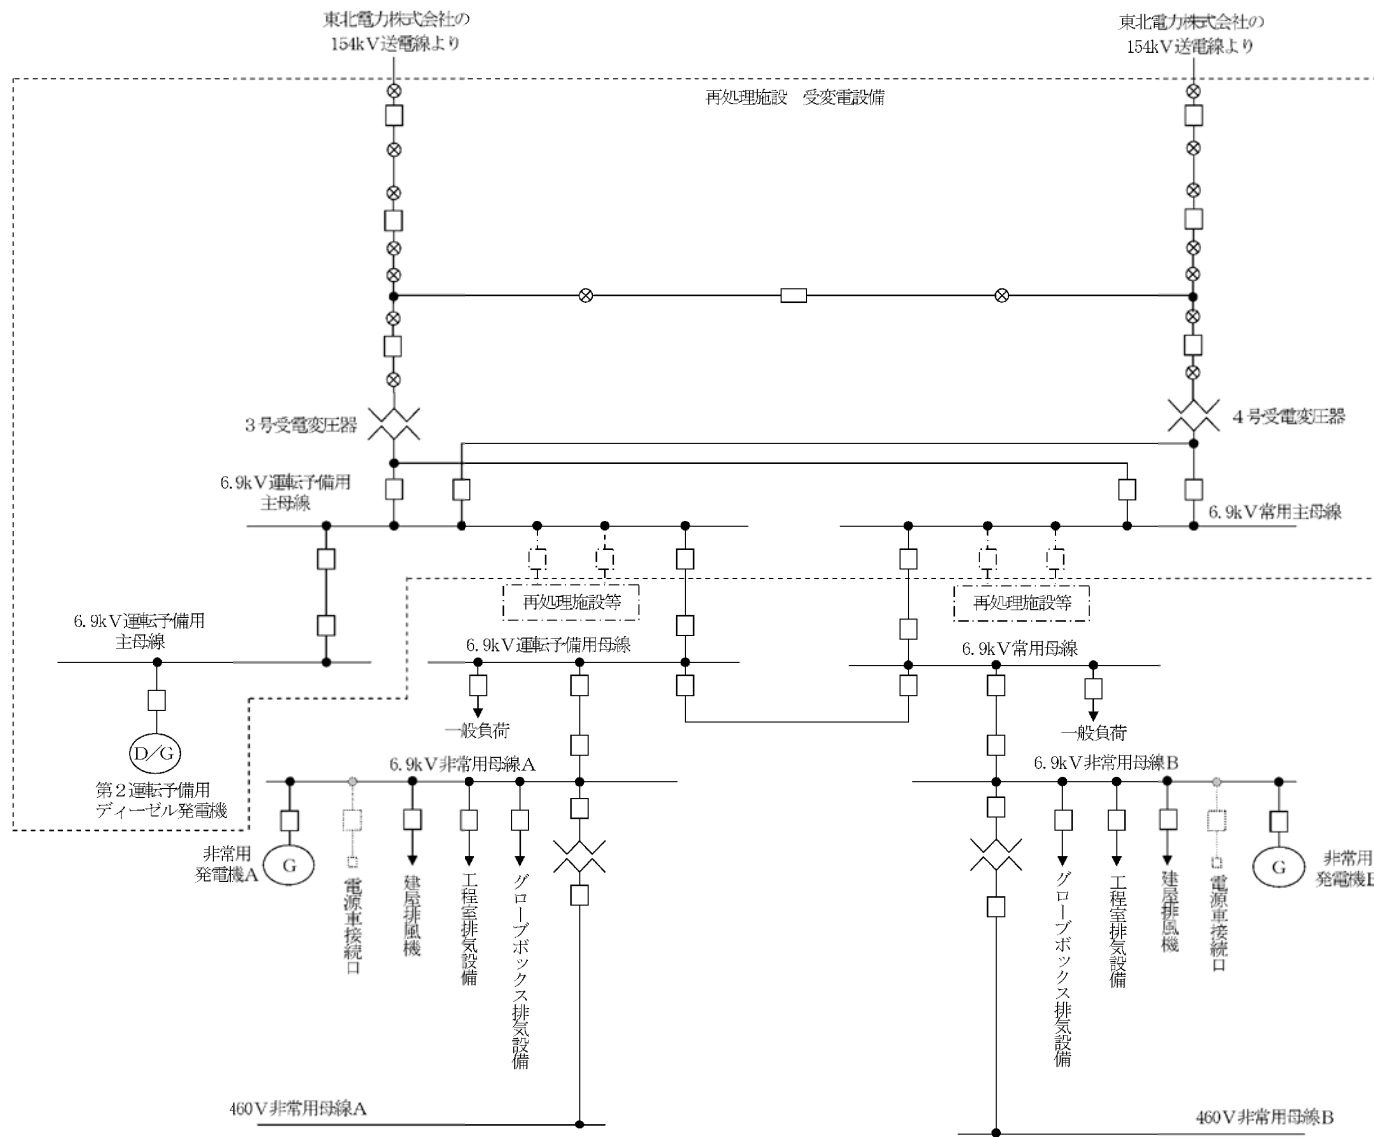 東北電力株式会社の
154kV送電線より
東北電力株式会社の
154kV送電線より
再処理施設　受変電設備
3号受電変圧器
4号受電変圧器
6.9kV運転予備用
主母線
6.9kV常用主母線
再処理施設等
再処理施設等
6.9kV運転予備用
主母線
6.9kV運転予備用母線
6.9kV常用母線
一般負荷
一般負荷
D/G
第2運転予備用
ディーゼル発電機
6.9kV非常用母線A
6.9kV非常用母線B
非常用
発電機A
G
G
非常用
発電機B
電源車接続口
建屋排風機
工程室排気設備
グローブボックス排気設備
グローブボックス排気設備
工程室排気設備
建屋排風機
電源車接続口
460V非常用母線A
460V非常用母線B